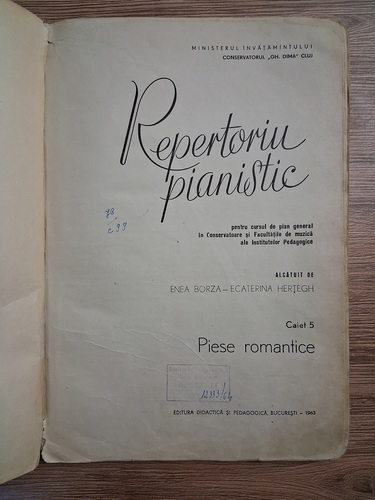 MINISTERUL ÎNVĂȚĂMÎNTULUI
CONSERVATORUL „GH. DIMA" CLUJ
Repertoriu
pianistic
pentru cursul de pian general
în Conservatoare și Facultățile de muzică
ale Institutelor Pedagogice
ALCĂTUIT DE
ENEA BORZA — ECATERINA HERȚEGH
Caiet 5
Piese romantice
EDITURA DIDACTICĂ ȘI PEDAGOGICĂ, BUCUREȘTI — 1963